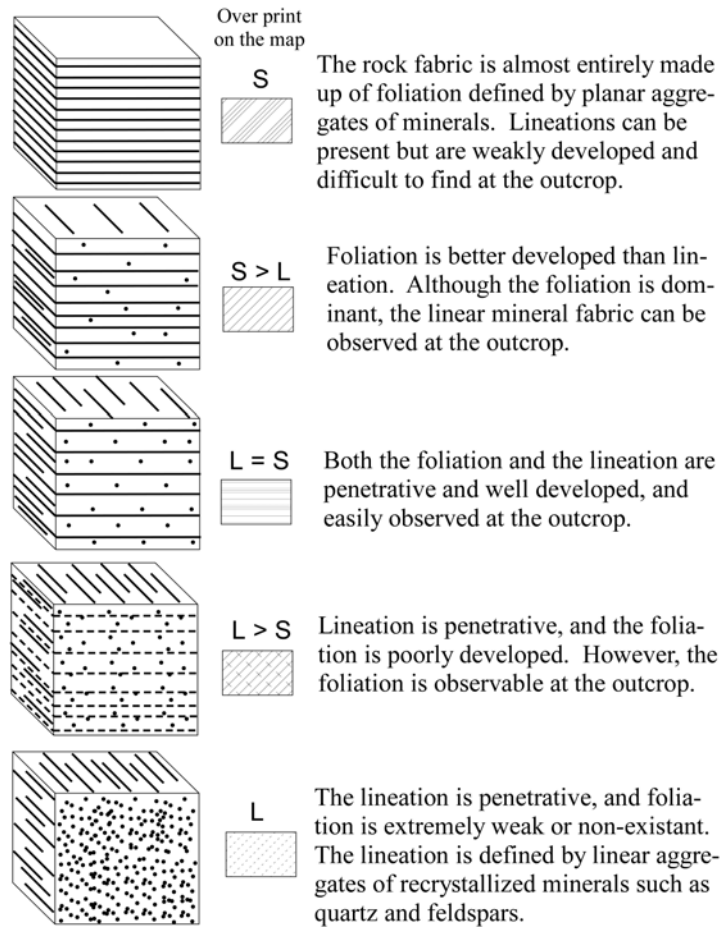 Over print
on the map
S
The rock fabric is almost entirely made
up of foliation defined by planar aggre-
gates of minerals.  Lineations can be
present but are weakly developed and
difficult to find at the outcrop.
S > L
Foliation is better developed than lin-
eation.  Although the foliation is dom-
inant, the linear mineral fabric can be
observed at the outcrop.
L = S
Both the foliation and the lineation are
penetrative and well developed, and
easily observed at the outcrop.
L > S
Lineation is penetrative, and the folia-
tion is poorly developed.  However, the
foliation is observable at the outcrop.
L
The lineation is penetrative, and folia-
tion is extremely weak or non-existant.
The lineation is defined by linear aggre-
gates of recrystallized minerals such as
quartz and feldspars.